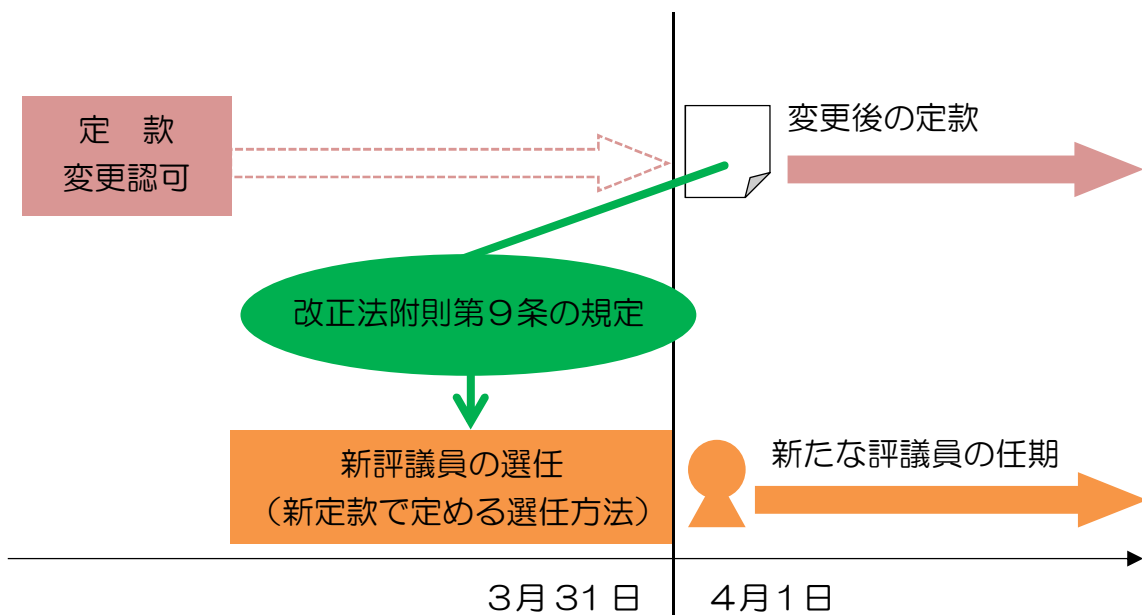 定　款
変更認可
変更後の定款
改正法附則第９条の規定
新評議員の選任
（新定款で定める選任方法）
新たな評議員の任期
３月31日
４月１日